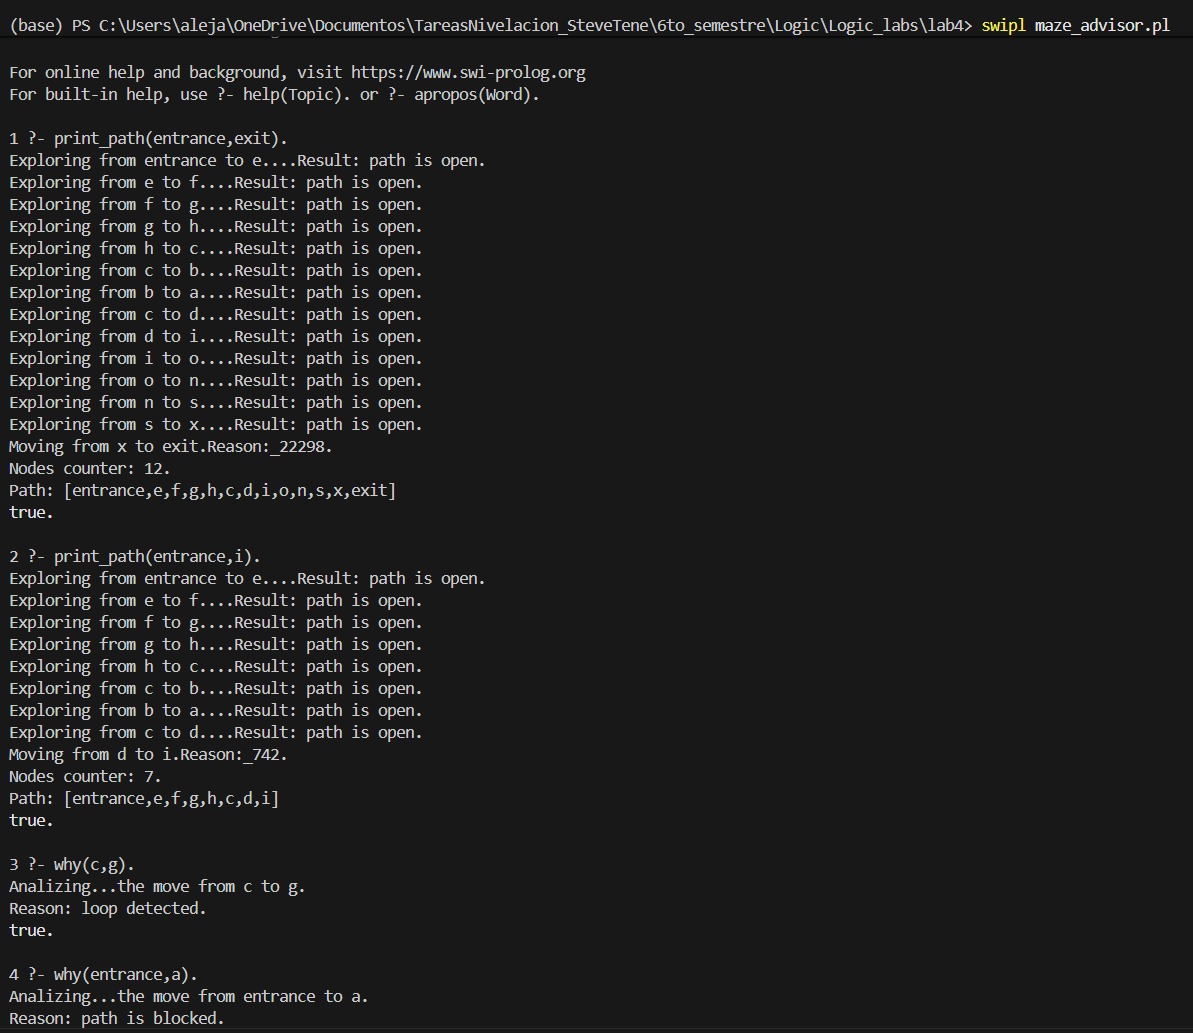 (base) PS C:\Users\aleja\OneDrive\Documentos\TareasNivelacion_SteveTene\6to_semestre\Logic\Logic_labs\lab4> swipl maze_advisor.pl
For online help and background, visit https://www.swi-prolog.org
For built-in help, use ?- help(Topic). or ?- apropos(Word).
1 ?- print_path(entrance,exit).
Exploring from entrance to e....Result: path is open.
Exploring from e to f....Result: path is open.
Exploring from f to g....Result: path is open.
Exploring from g to h....Result: path is open.
Exploring from h to c....Result: path is open.
Exploring from c to b....Result: path is open.
Exploring from b to a....Result: path is open.
Exploring from c to d....Result: path is open.
Exploring from d to i....Result: path is open.
Exploring from i to o....Result: path is open.
Exploring from o to n....Result: path is open.
Exploring from n to s....Result: path is open.
Exploring from s to x....Result: path is open.
Moving from x to exit.Reason:_22298.
Nodes counter: 12.
Path: [entrance,e,f,g,h,c,d,i,o,n,s,x,exit]
true.
2 ?- print_path(entrance,i).
Exploring from entrance to e....Result: path is open.
Exploring from e to f....Result: path is open.
Exploring from f to g....Result: path is open.
Exploring from g to h....Result: path is open.
Exploring from h to c....Result: path is open.
Exploring from c to b....Result: path is open.
Exploring from b to a....Result: path is open.
Exploring from c to d....Result: path is open.
Moving from d to i.Reason:_742.
Nodes counter: 7.
Path: [entrance,e,f,g,h,c,d,i]
true.
3 ?- why(c,g).
Analizing...the move from c to g.
Reason: loop detected.
true.
4 ?- why(entrance,a).
Analizing...the move from entrance to a.
Reason: path is blocked.